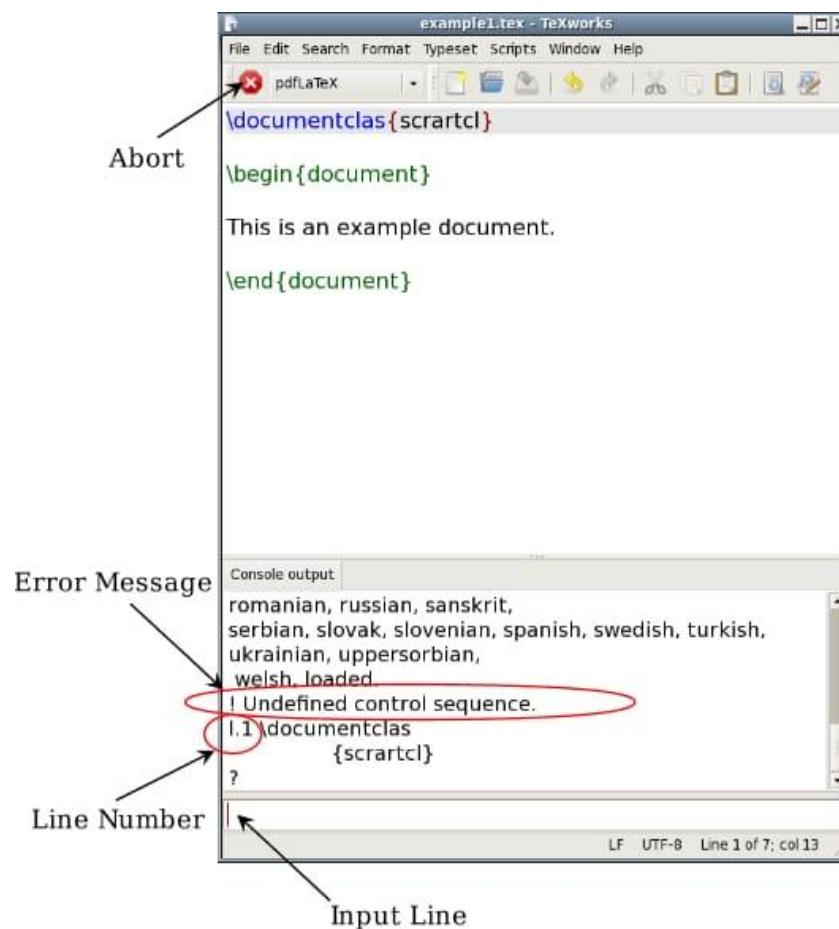 example1.tex - TeXworks
File Edit Search Format Typeset Scripts Window Help
pdfLaTeX
\documentclas{scrartcl}
Abort
\begin{document}
This is an example document.
\end{document}
Error Message
Console output
romanian, russian, sanskrit,
serbian, slovak, slovenian, spanish, swedish, turkish,
ukrainian, uppersorbian,
welsh, loaded.
! Undefined control sequence.
l.1 \documentclas
{scrartcl}
?
Line Number
LF UTF-8 Line 1 of 7; col 13
Input Line